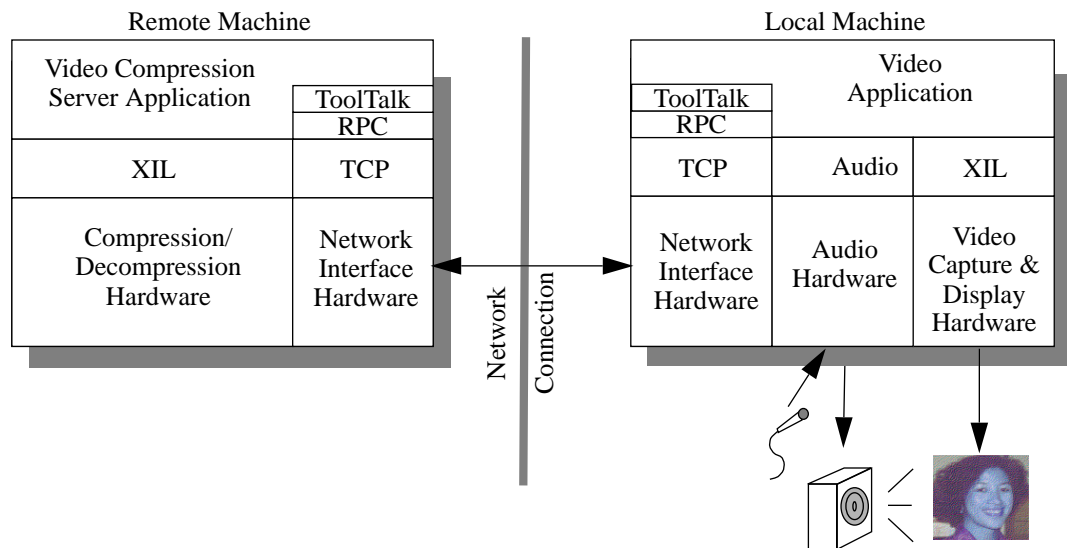 Remote Machine
Video Compression
Server Application
ToolTalk
RPC
XIL
TCP
Compression/
Decompression
Hardware
Network
Interface
Hardware
Network
Connection
Local Machine
Video
Application
ToolTalk
RPC
TCP
Audio
XIL
Network
Interface
Hardware
Audio
Hardware
Video
Capture &
Display
Hardware